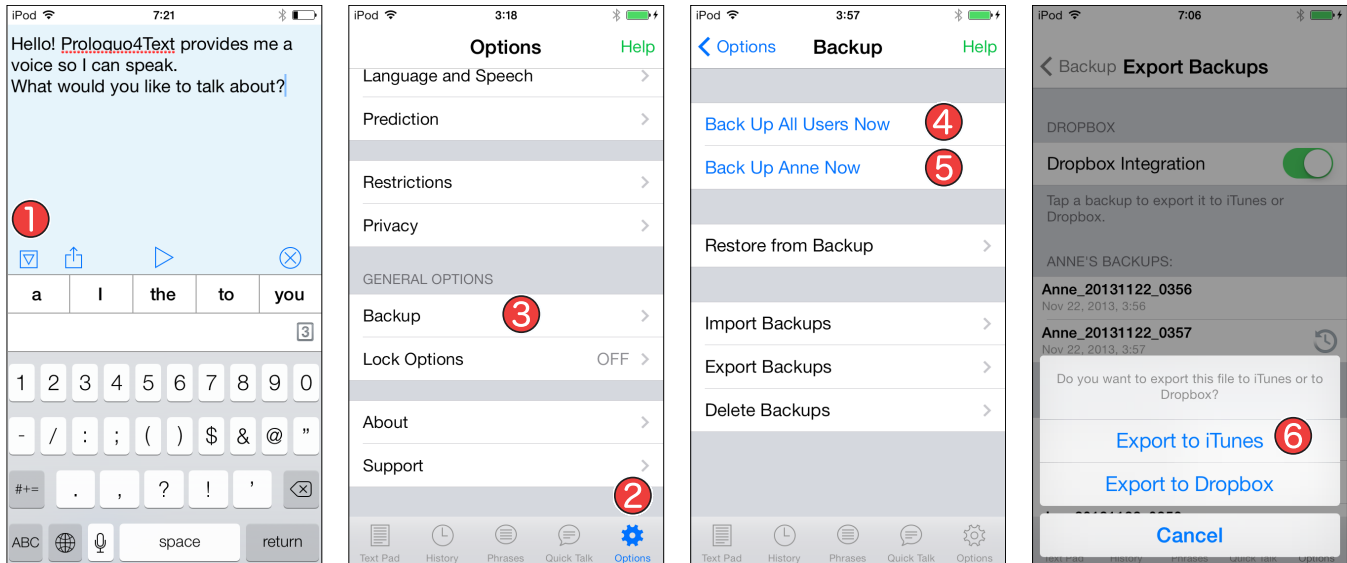 iPod 7:21
Hello! Proloquo4Text provides me a
voice so I can speak.
What would you like to talk about?
1
a I the to you
3
1 2 3 4 5 6 7 8 9 0
- / : ; ( ) $ & @ ”
#+= . , ? ! ’
ABC space return
iPod 3:18
Options Help
Language and Speech
Prediction
Restrictions
Privacy
GENERAL OPTIONS
Backup 3
Lock Options OFF
About
Support
2
Text Pad History Phrases Quick Talk Options
iPod 3:57
Options Backup Help
Back Up All Users Now 4
Back Up Anne Now 5
Restore from Backup
Import Backups
Export Backups
Delete Backups
Text Pad History Phrases Quick Talk Options
iPod 7:06
Backup Export Backups
DROPBOX
Dropbox Integration
Tap a backup to export it to iTunes or
Dropbox.
ANNE'S BACKUPS:
Anne_20131122_0356
Nov 22, 2013, 3:56
Anne_20131122_0357
Nov 22, 2013, 3:57
Do you want to export this file to iTunes or to
Dropbox?
Export to iTunes 6
Export to Dropbox
Cancel
Text Pad History Phrases Quick Talk Options